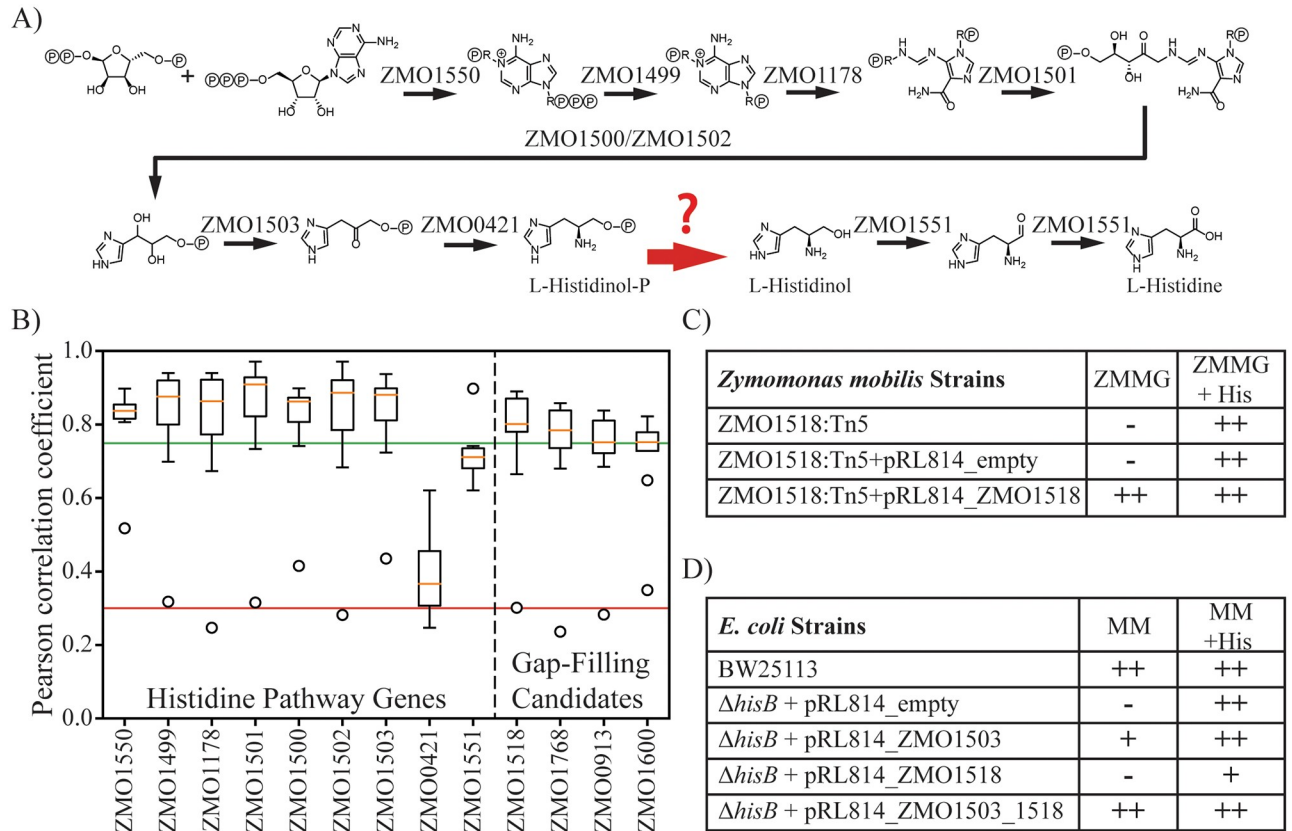 A)
ZMO1550 ZMO1499 ZMO1178 ZMO1501
ZMO1500/ZMO1502
ZMO1503 ZMO0421 ? ZMO1551 ZMO1551
L-Histidinol-P L-Histidinol L-Histidine
B)
Pearson correlation coefficient
1.0
0.8
0.6
0.4
0.2
0.0
Histidine Pathway Genes
Gap-Filling
Candidates
ZMO1550 ZMO1499 ZMO1178 ZMO1501 ZMO1500 ZMO1502 ZMO1503 ZMO0421 ZMO1551 ZMO1518 ZMO1768 ZMO0913 ZMO1600
C)
Zymomonas mobilis Strains ZMMG ZMMG + His
ZMO1518:Tn5 - ++
ZMO1518:Tn5+pRL814_empty - ++
ZMO1518:Tn5+pRL814_ZMO1518 ++ ++
D)
E. coli Strains MM MM +His
BW25113 ++ ++
ΔhisB + pRL814_empty - ++
ΔhisB + pRL814_ZMO1503 + ++
ΔhisB + pRL814_ZMO1518 - +
ΔhisB + pRL814_ZMO1503_1518 ++ ++